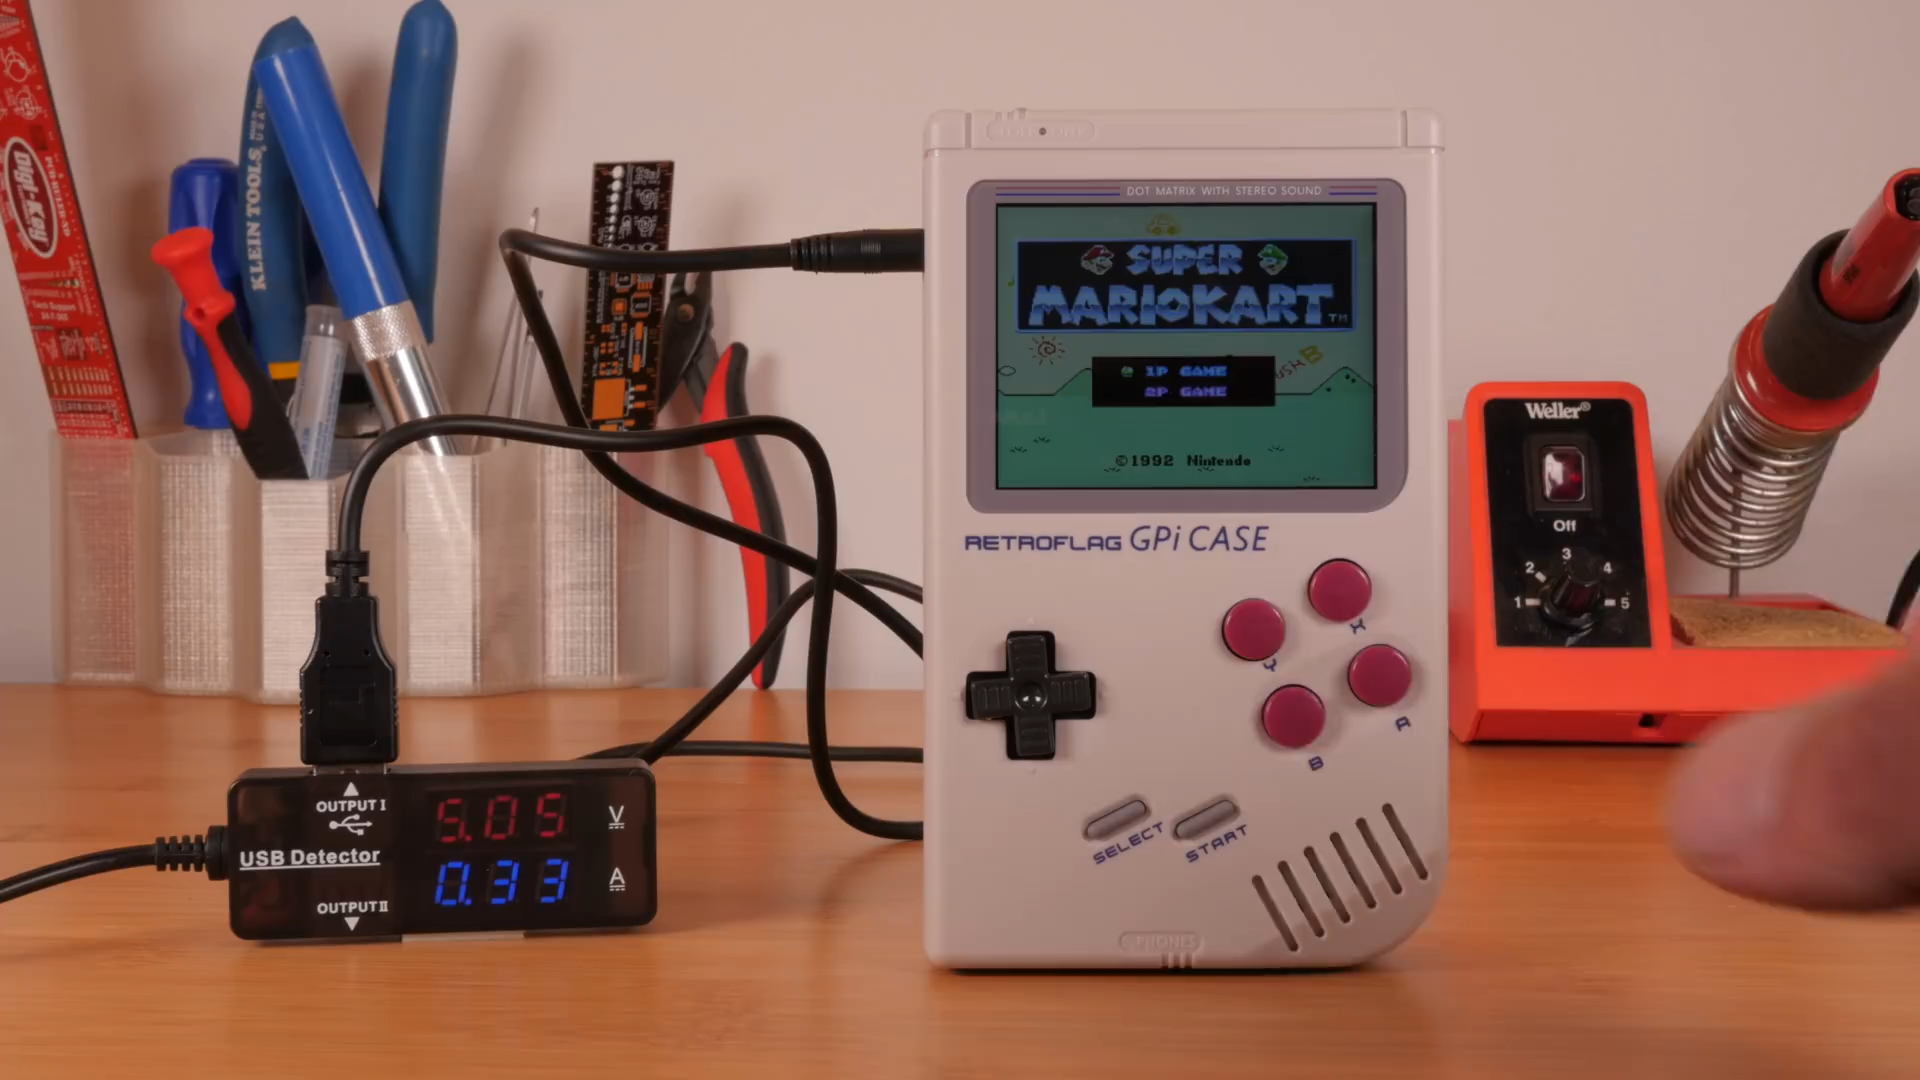 Digi-Key
KLEIN TOOLS
USA
DOT MATRIX WITH STEREO SOUND
SUPER
MARIOKART TM
1P GAME
2P GAME
©1992 Nintendo
RETROFLAG GPi CASE
X
Y
A
B
SELECT
START
PHONES
Weller®
Off
1
2
3
4
5
OUTPUT I
USB Detector
OUTPUT II
5.05 V
0.33 A